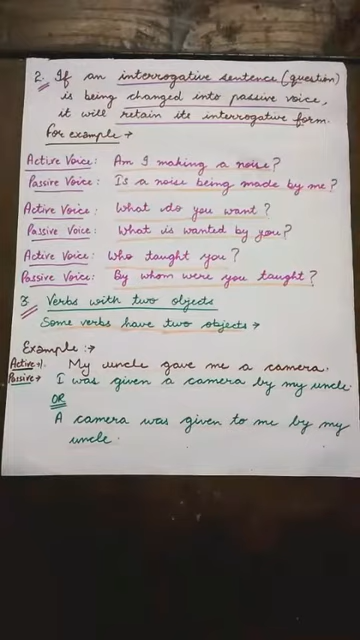 2. If an interrogative sentence (question)
is being changed into passive voice,
it will retain its interrogative form.
For example →
Active Voice: Am I making a noise?
Passive Voice: Is a noise being made by me?
Active Voice: What do you want?
Passive Voice: What is wanted by you?
Active Voice: Who taught you?
Passive Voice: By whom were you taught?
3. Verbs with two objects
Some verbs have two objects →
Example :→
Active → My uncle gave me a camera.
Passive → I was given a camera by my uncle
OR
A camera was given to me by my
uncle.